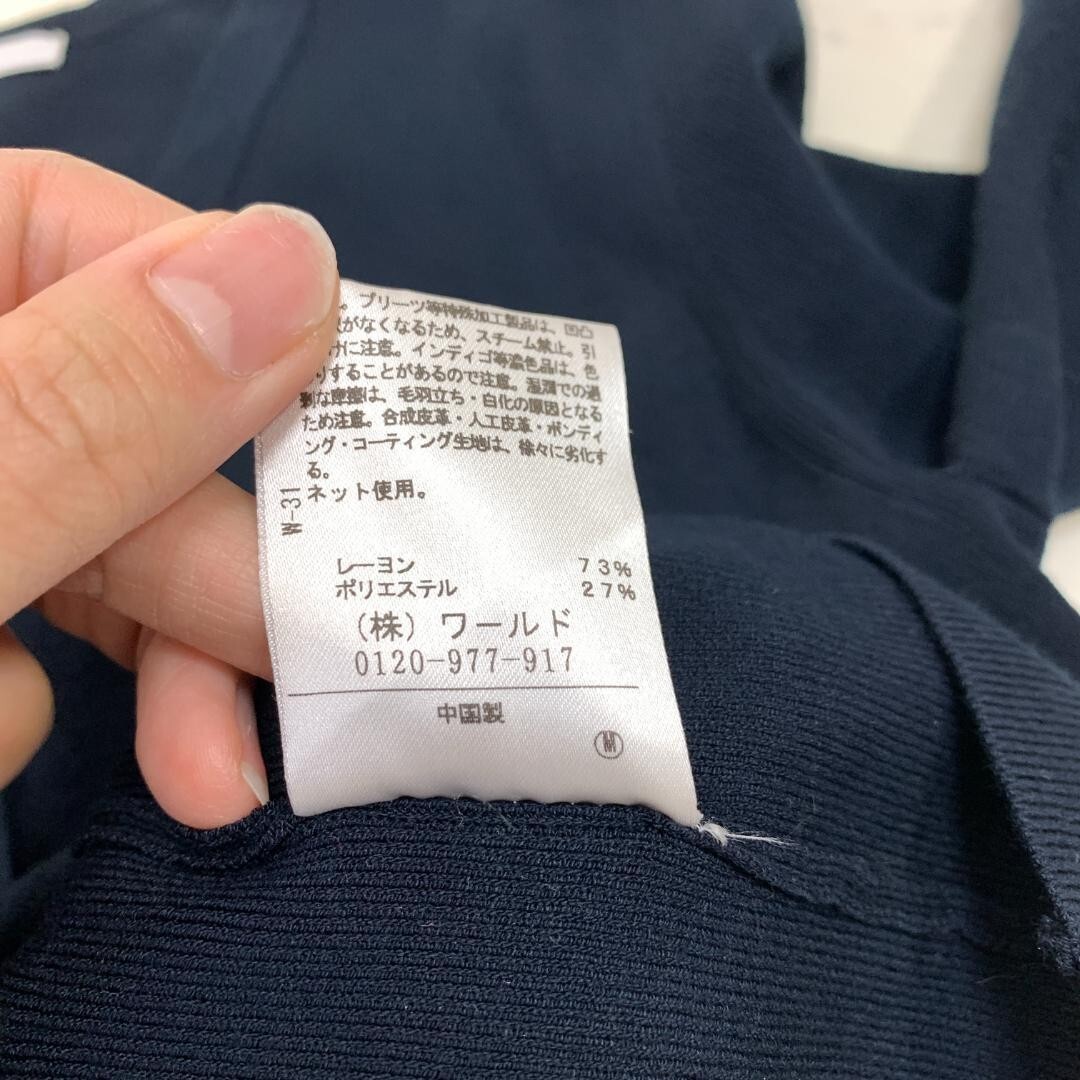 。プリーツ等特殊加工製品は、凹凸
がなくなるため、スチーム禁止。引
けに注意。インディゴ等濃色品は、色
することがあるので注意。湿潤での過
な摩擦は、毛羽立ち・白化の原因となる
ため注意。合成皮革・人工皮革・ボンディ
ング・コーティング生地は、徐々に劣化す
る。
ネット使用。
W-31
レーヨン 73%
ポリエステル 27%
(株) ワールド
0120-977-917
中国製
M